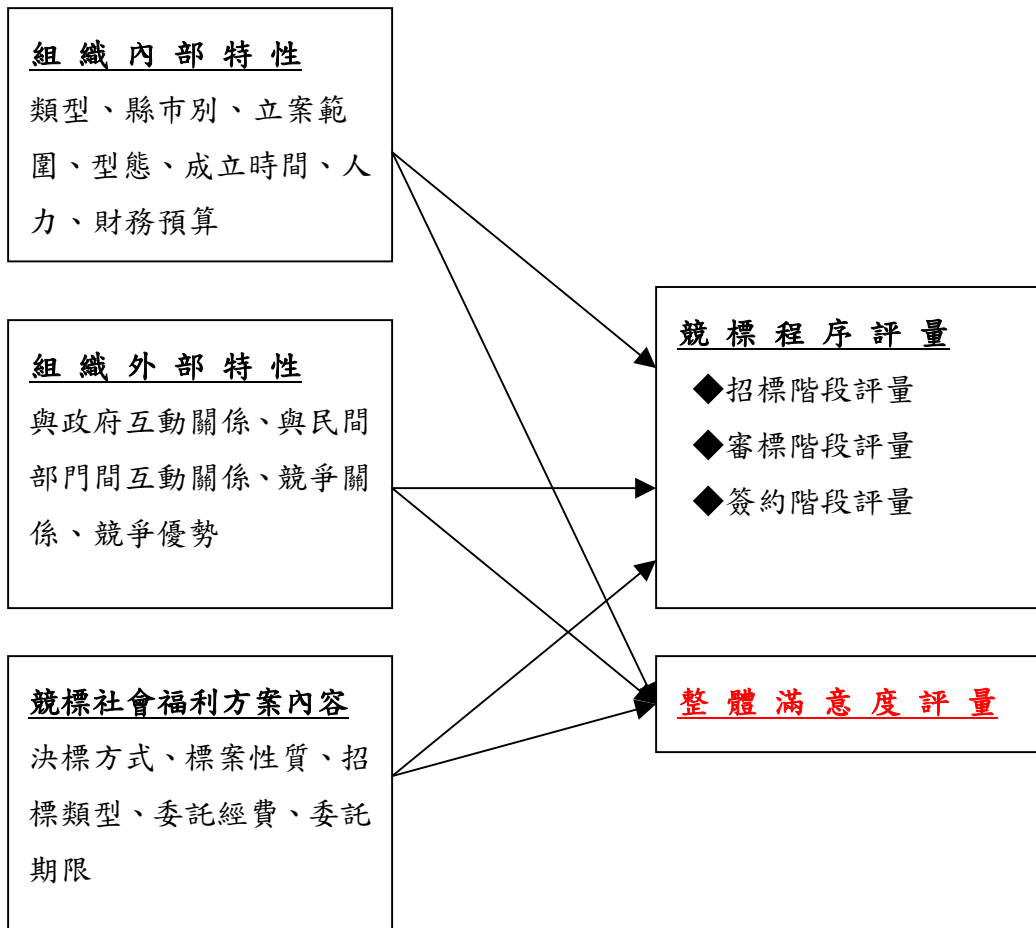 組織內部特性
類型、縣市別、立案範
圍、型態、成立時間、人
力、財務預算
組織外部特性
與政府互動關係、與民間
部門間互動關係、競爭關
係、競爭優勢
競標社會福利方案內容
決標方式、標案性質、招
標類型、委託經費、委託
期限
競標程序評量
◆招標階段評量
◆審標階段評量
◆簽約階段評量
整體滿意度評量